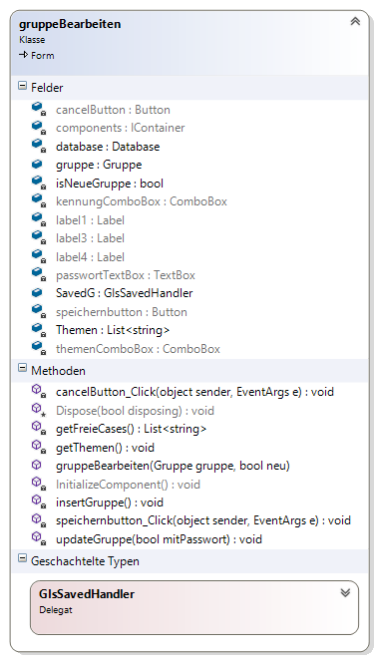 gruppeBearbeiten
Klasse
Form
Felder
cancelButton : Button
components : IContainer
database : Database
gruppe : Gruppe
isNeueGruppe : bool
kennungComboBox : ComboBox
label1 : Label
label3 : Label
label4 : Label
passwortTextBox : TextBox
SavedG : GIsSavedHandler
speichernbutton : Button
Themen : List<string>
themenComboBox : ComboBox
Methoden
cancelButton_Click(object sender, EventArgs e) : void
Dispose(bool disposing) : void
getFreieCases() : List<string>
getThemen() : void
gruppeBearbeiten(Gruppe gruppe, bool neu)
InitializeComponent() : void
insertGruppe() : void
speichernbutton_Click(object sender, EventArgs e) : void
updateGruppe(bool mitPasswort) : void
Geschachtelte Typen
GIsSavedHandler
Delegat